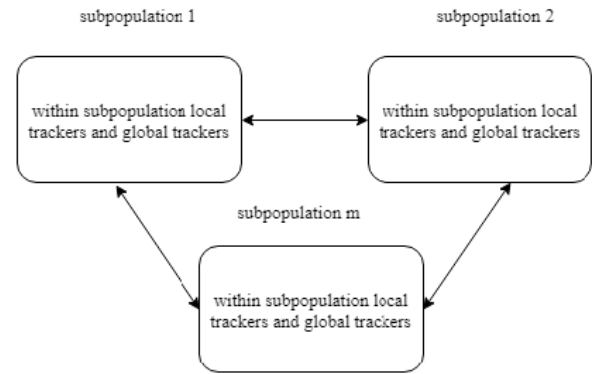 subpopulation 1
subpopulation 2
within subpopulation local
trackers and global trackers
within subpopulation local
trackers and global trackers
subpopulation m
within subpopulation local
trackers and global trackers